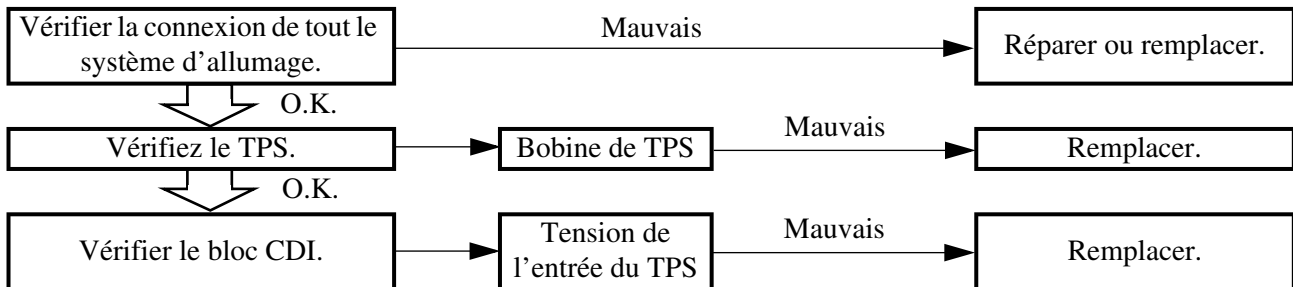 Vérifier la connexion de tout le
système d'allumage.
Mauvais
Réparer ou remplacer.
O.K.
Vérifiez le TPS.
Bobine de TPS
Mauvais
Remplacer.
O.K.
Vérifier le bloc CDI.
Tension de
l'entrée du TPS
Mauvais
Remplacer.